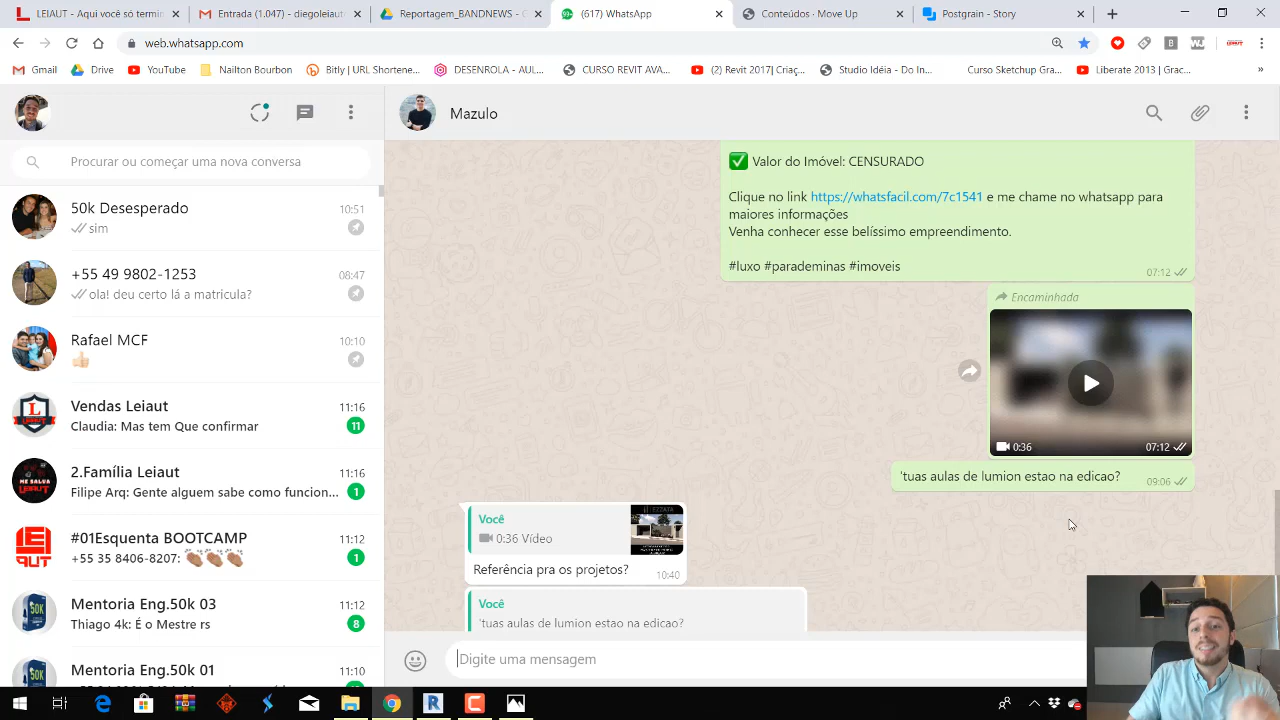 LEIAUT - Aqui você só termi
Entrada (1.047) - diegoleiaut×
Reportagem_BANDNEWS - G
(617) WhatsApp
Conteúdos - Move Up
Postgrain - Story
web.whatsapp.com
Gmail
Drive
YouTube
Nailton Bourbon
Bitly | URL Shortene...
DESENROLA - AUL...
CURSO REVIT AVA...
(2) Revit 2017| Criaç...
Studio Idéia - Do In...
Curso Sketchup Gra...
Liberate 2013 | Grac...
Mazulo
Procurar ou começar uma nova conversa
50k Desesperado
10:51
sim
+55 49 9802-1253
08:47
ola! deu certo lá a matricula?
Rafael MCF
10:10
Vendas Leiaut
11:16
Claudia: Mas tem Que confirmar
11
2.Família Leiaut
11:16
Filipe Arq: Gente alguem sabe como funcion...
1
#01Esquenta BOOTCAMP
11:12
+55 35 8406-8207: 👏🏼👏🏼👏🏼
1
Mentoria Eng.50k 03
11:12
Thiago 4k: É o Mestre rs
8
Mentoria Eng.50k 01
11:10
✅ Valor do Imóvel: CENSURADO
Clique no link https://whatsfacil.com/7c1541 e me chame no whatsapp para
maiores informações
Venha conhecer esse belíssimo empreendimento.
#luxo #parademinas #imoveis
07:12
Encaminhada
0:36
07:12
'tuas aulas de lumion estao na edicao?
09:06
Você
0:36 Vídeo
Referência pra os projetos?
10:40
Você
'tuas aulas de lumion estao na edicao?
Digite uma mensagem